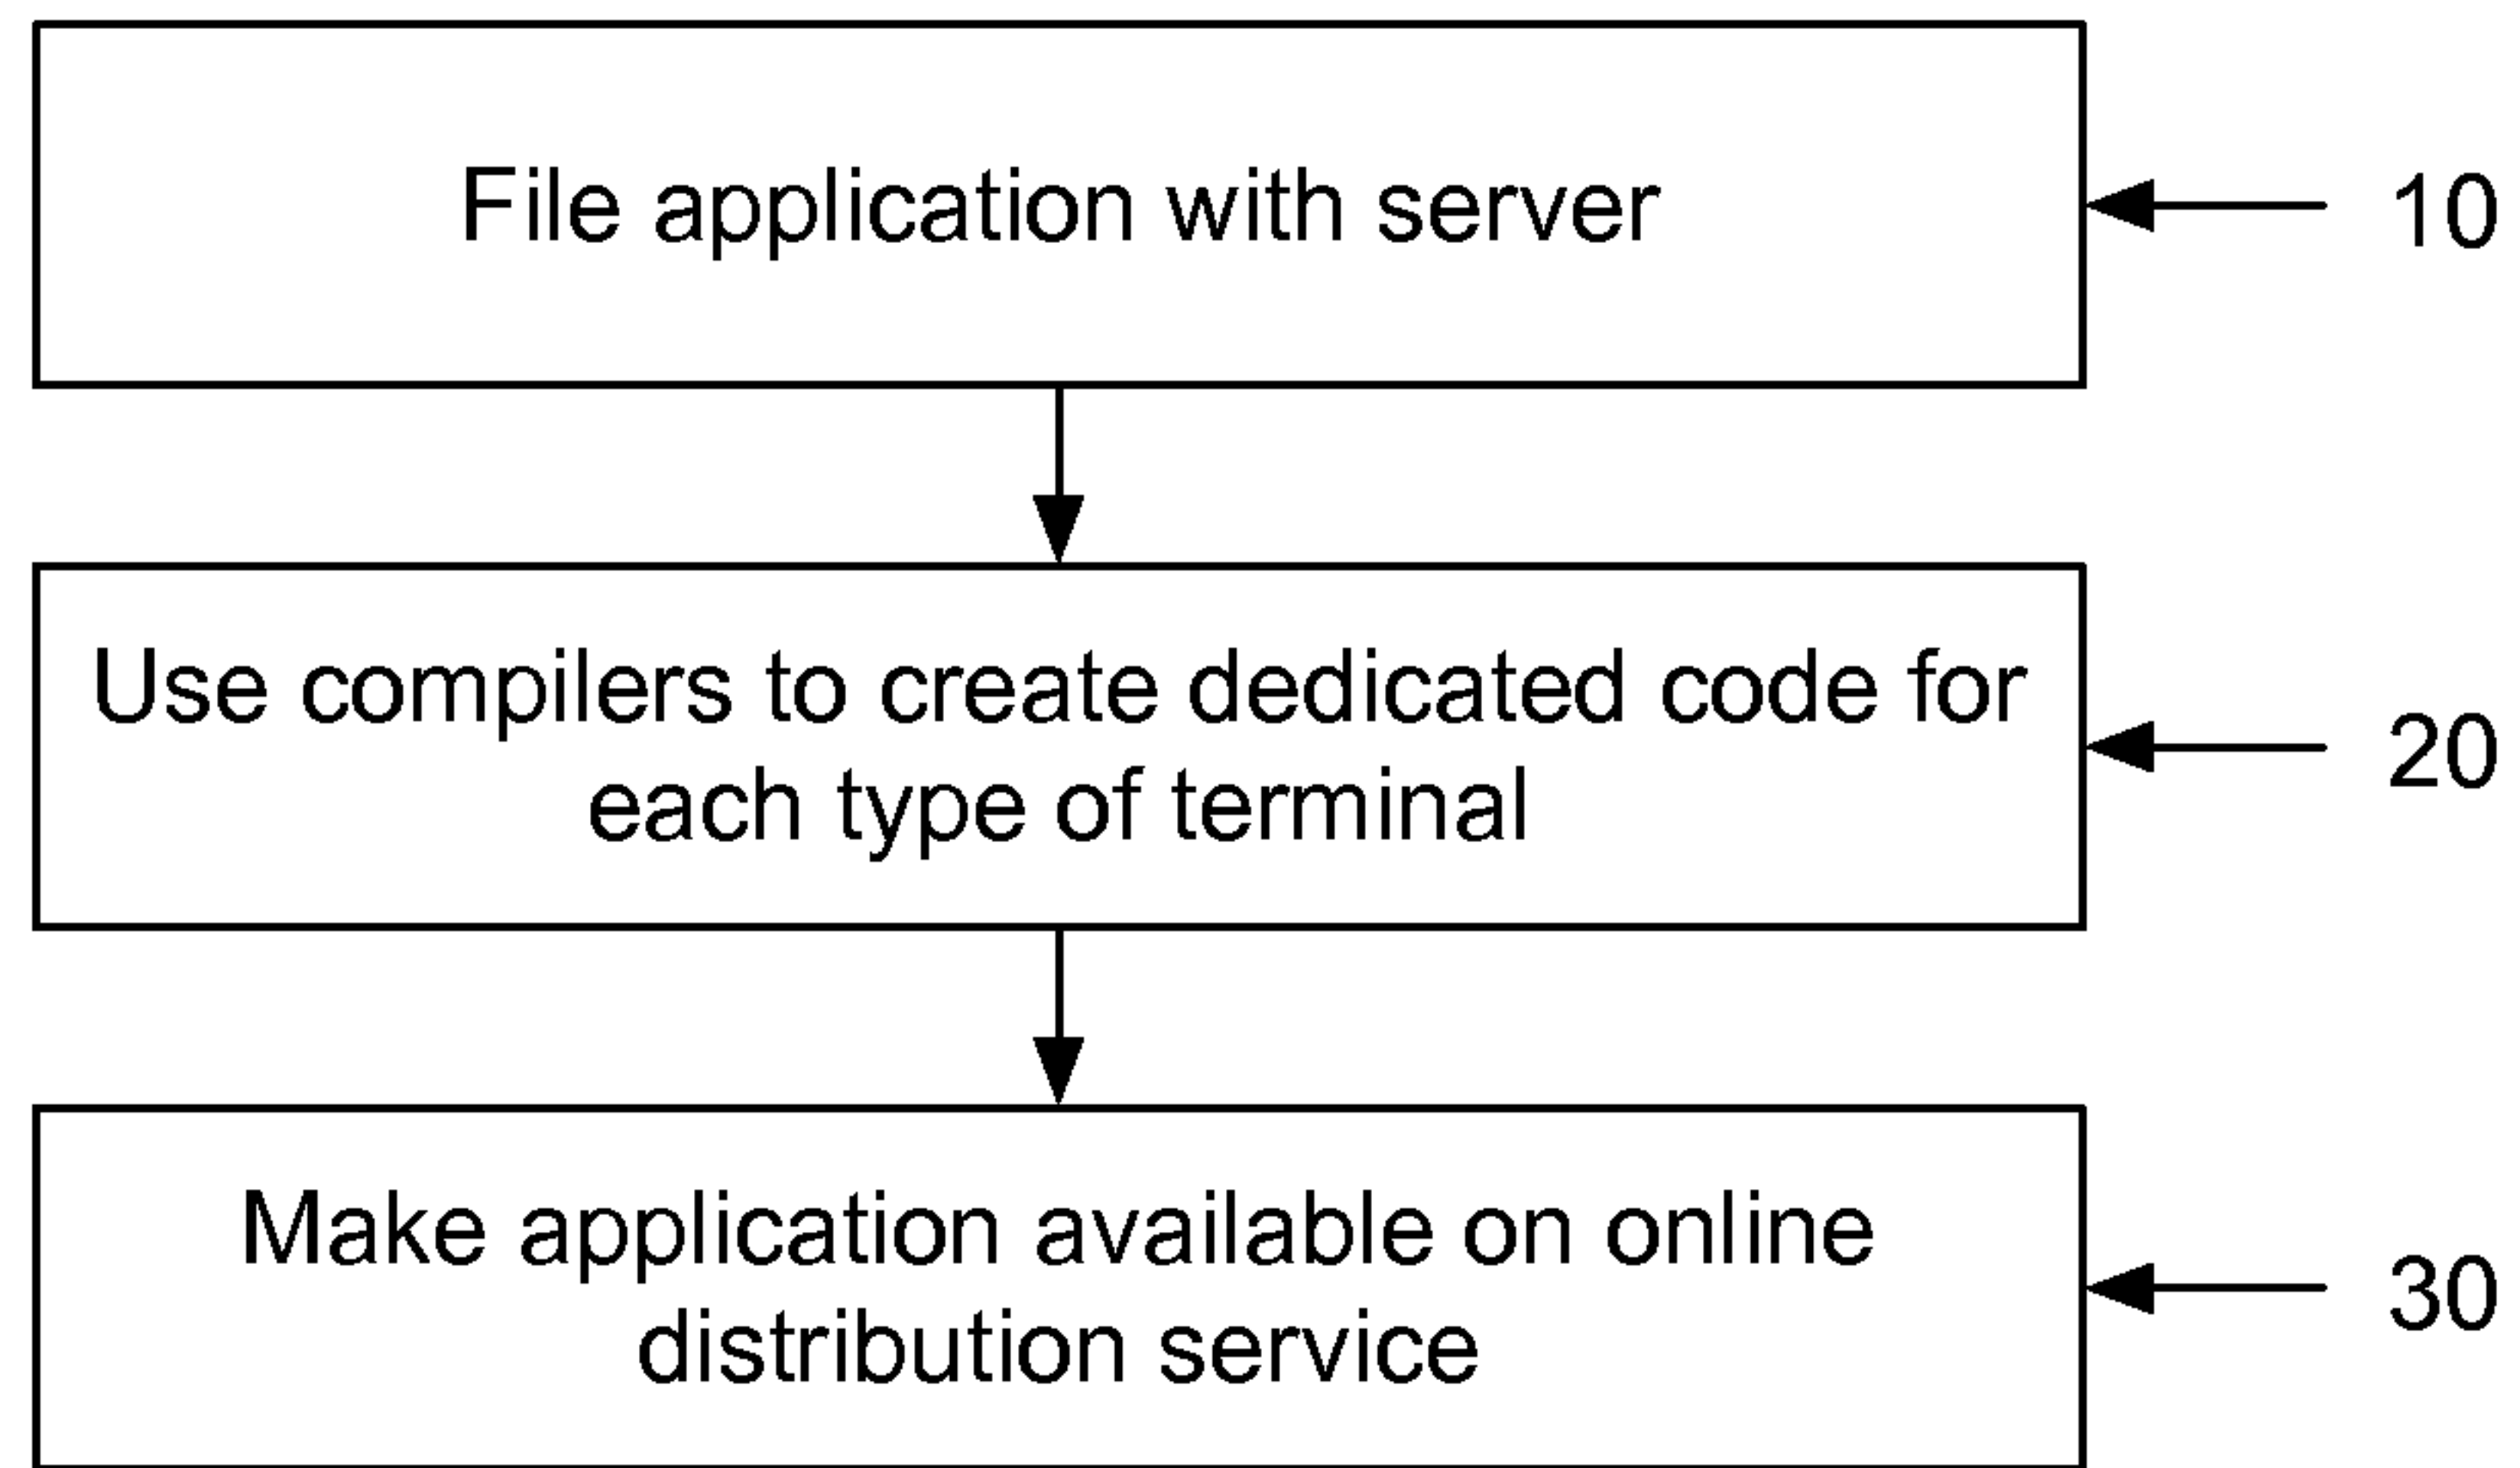 File application with server
10
Use compilers to create dedicated code for
each type of terminal
20
Make application available on online
distribution service
30